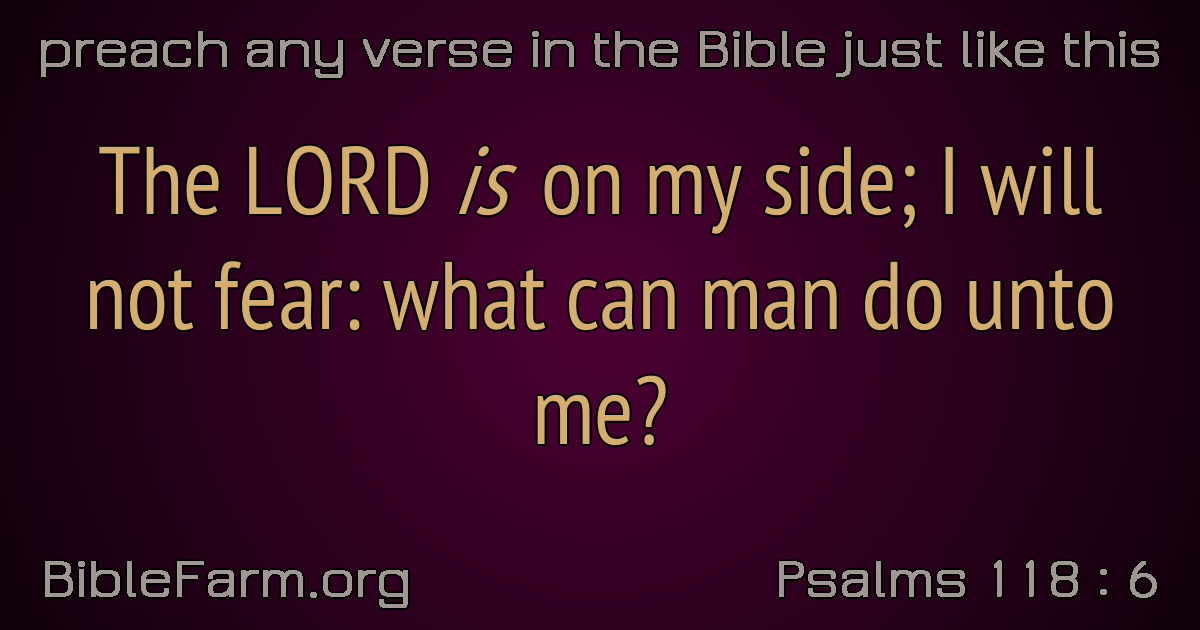 preach any verse in the Bible just like this
The LORD is on my side; I will
not fear: what can man do unto
me?
BibleFarm.org
Psalms 118 : 6